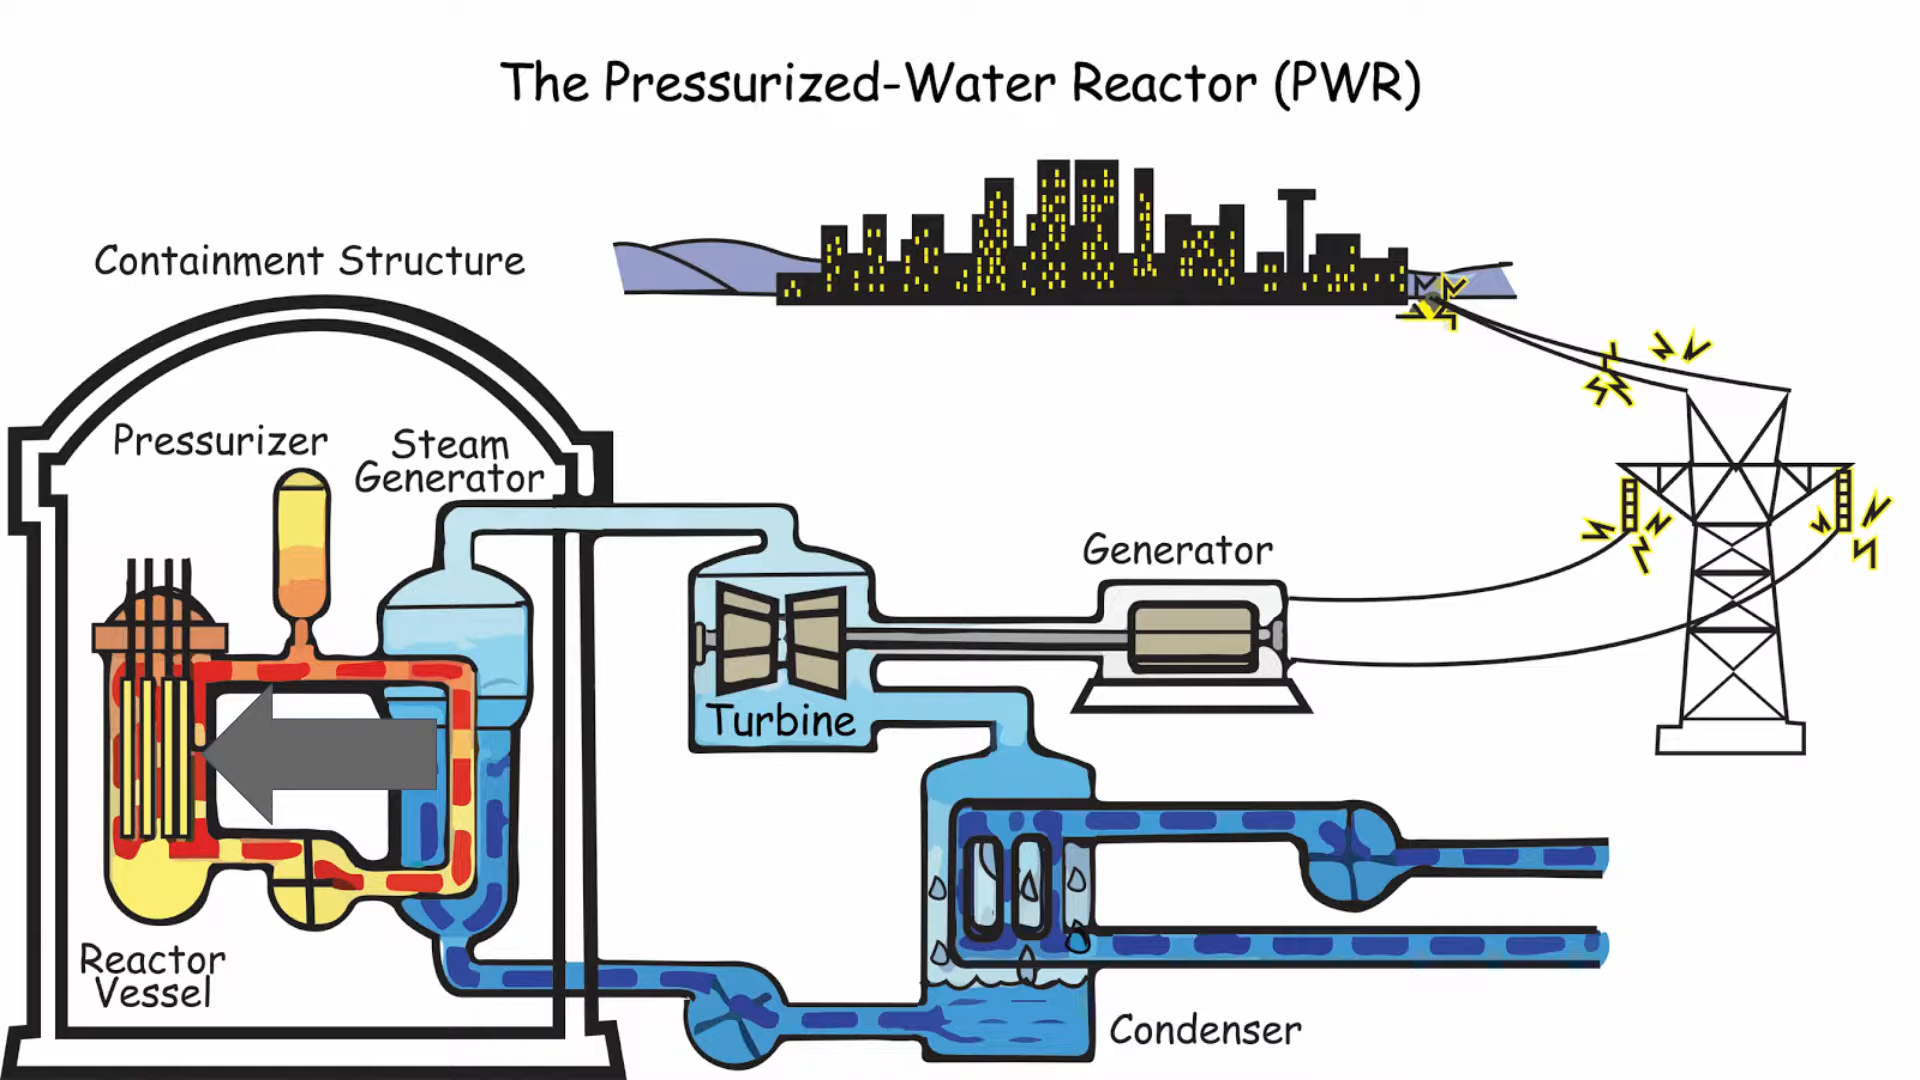 The Pressurized-Water Reactor (PWR)
Containment Structure
Pressurizer
Steam
Generator
Generator
Turbine
Reactor
Vessel
Condenser